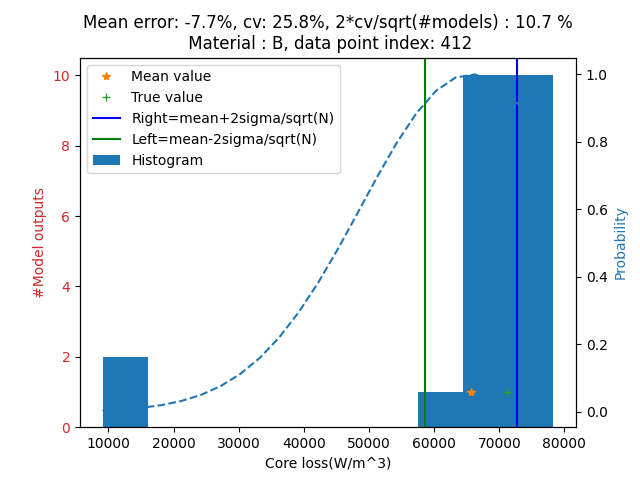 Mean error: -7.7%, cv: 25.8%, 2*cv/sqrt(#models) : 10.7 %
Material : B, data point index: 412
Mean value
True value
Right=mean+2sigma/sqrt(N)
Left=mean-2sigma/sqrt(N)
Histogram
#Model outputs
10
8
6
4
2
0
Probability
1.0
0.8
0.6
0.4
0.2
0.0
10000 20000 30000 40000 50000 60000 70000 80000
Core loss(W/m^3)